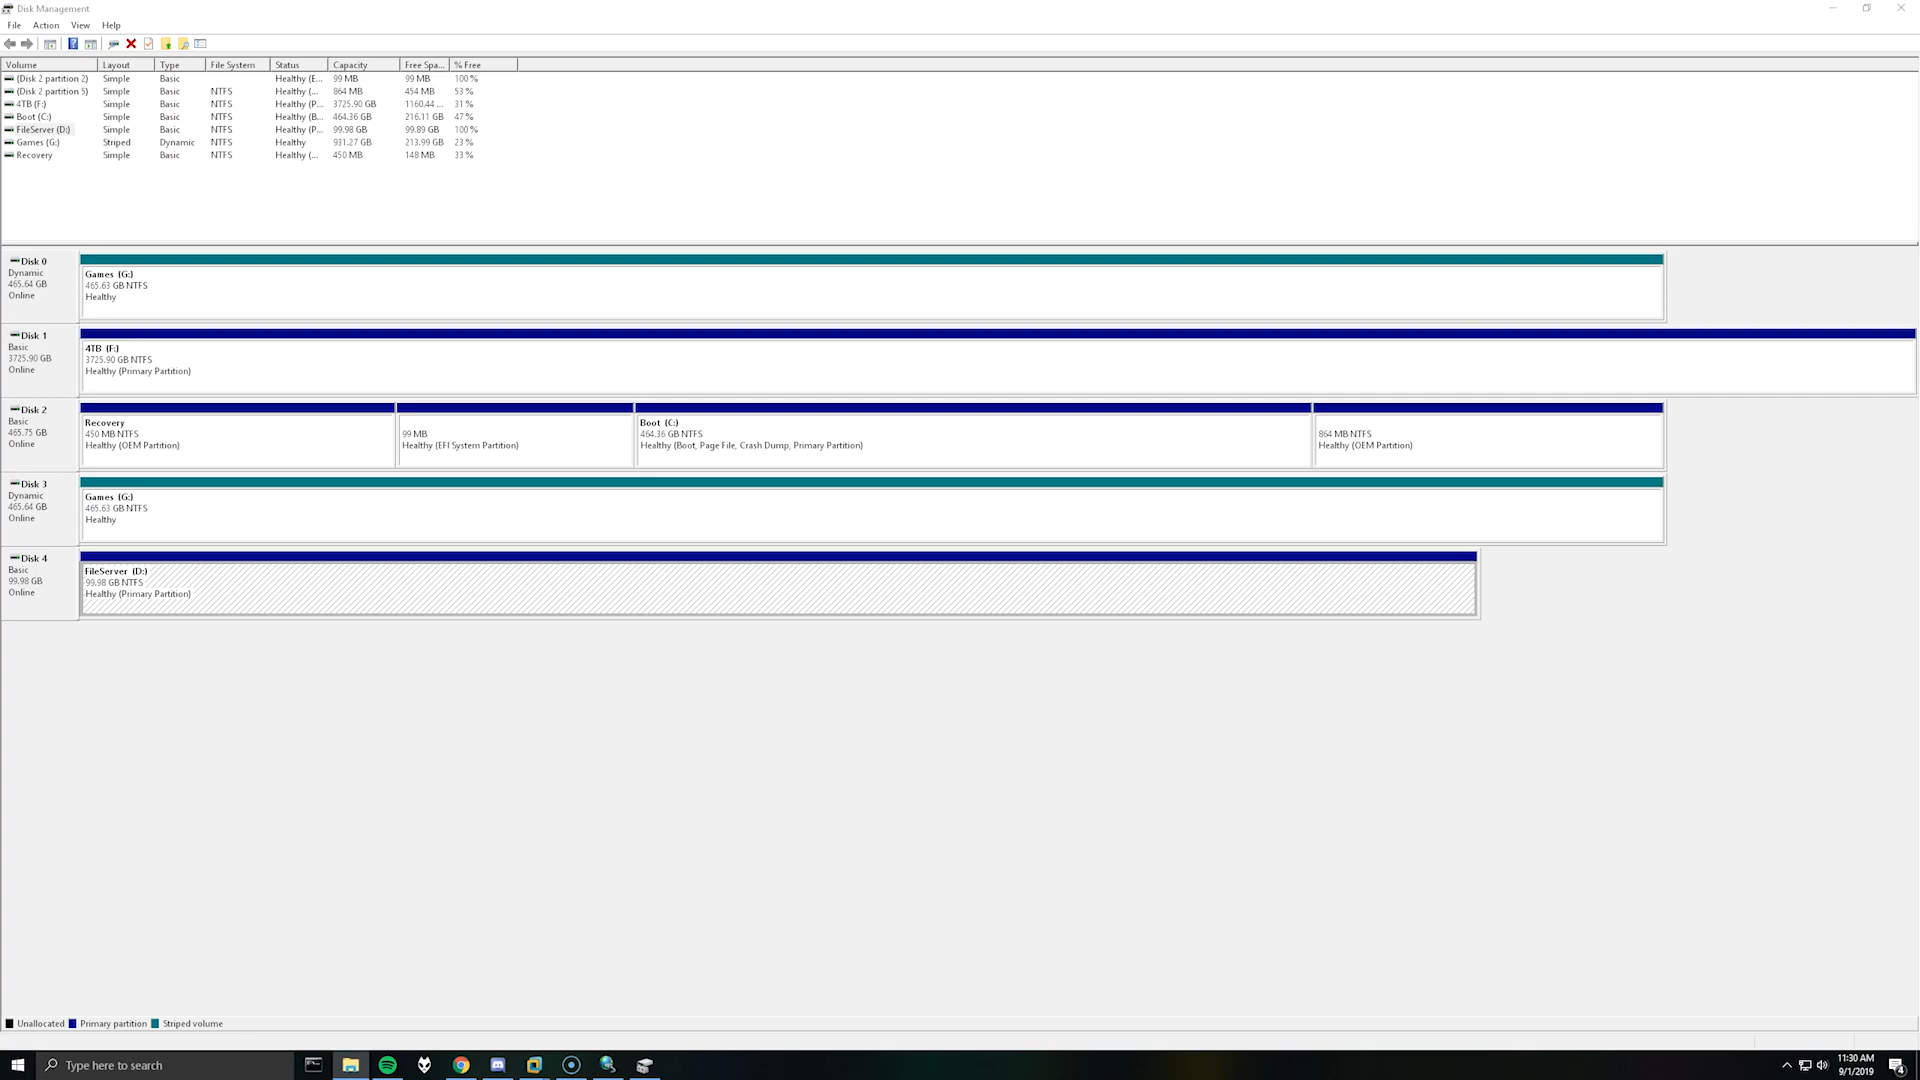 Disk Management
File Action View Help
Volume Layout Type File System Status Capacity Free Spa... % Free
(Disk 2 partition 2) Simple Basic Healthy (E... 99 MB 99 MB 100 %
(Disk 2 partition 5) Simple Basic NTFS Healthy (... 864 MB 454 MB 53 %
4TB (F:) Simple Basic NTFS Healthy (P... 3725.90 GB 1160.44 ... 31 %
Boot (C:) Simple Basic NTFS Healthy (B... 464.36 GB 216.11 GB 47 %
FileServer (D:) Simple Basic NTFS Healthy (P... 99.98 GB 99.89 GB 100 %
Games (G:) Striped Dynamic NTFS Healthy 931.27 GB 213.99 GB 23 %
Recovery Simple Basic NTFS Healthy (... 450 MB 148 MB 33 %
Disk 0
Dynamic
465.64 GB
Online
Games (G:)
465.63 GB NTFS
Healthy
Disk 1
Basic
3725.90 GB
Online
4TB (F:)
3725.90 GB NTFS
Healthy (Primary Partition)
Disk 2
Basic
465.75 GB
Online
Recovery
450 MB NTFS
Healthy (OEM Partition)
99 MB
Healthy (EFI System Partition)
Boot (C:)
464.36 GB NTFS
Healthy (Boot, Page File, Crash Dump, Primary Partition)
864 MB NTFS
Healthy (OEM Partition)
Disk 3
Dynamic
465.64 GB
Online
Games (G:)
465.63 GB NTFS
Healthy
Disk 4
Basic
99.98 GB
Online
FileServer (D:)
99.98 GB NTFS
Healthy (Primary Partition)
Unallocated Primary partition Striped volume
Type here to search
11:30 AM
9/1/2019
4